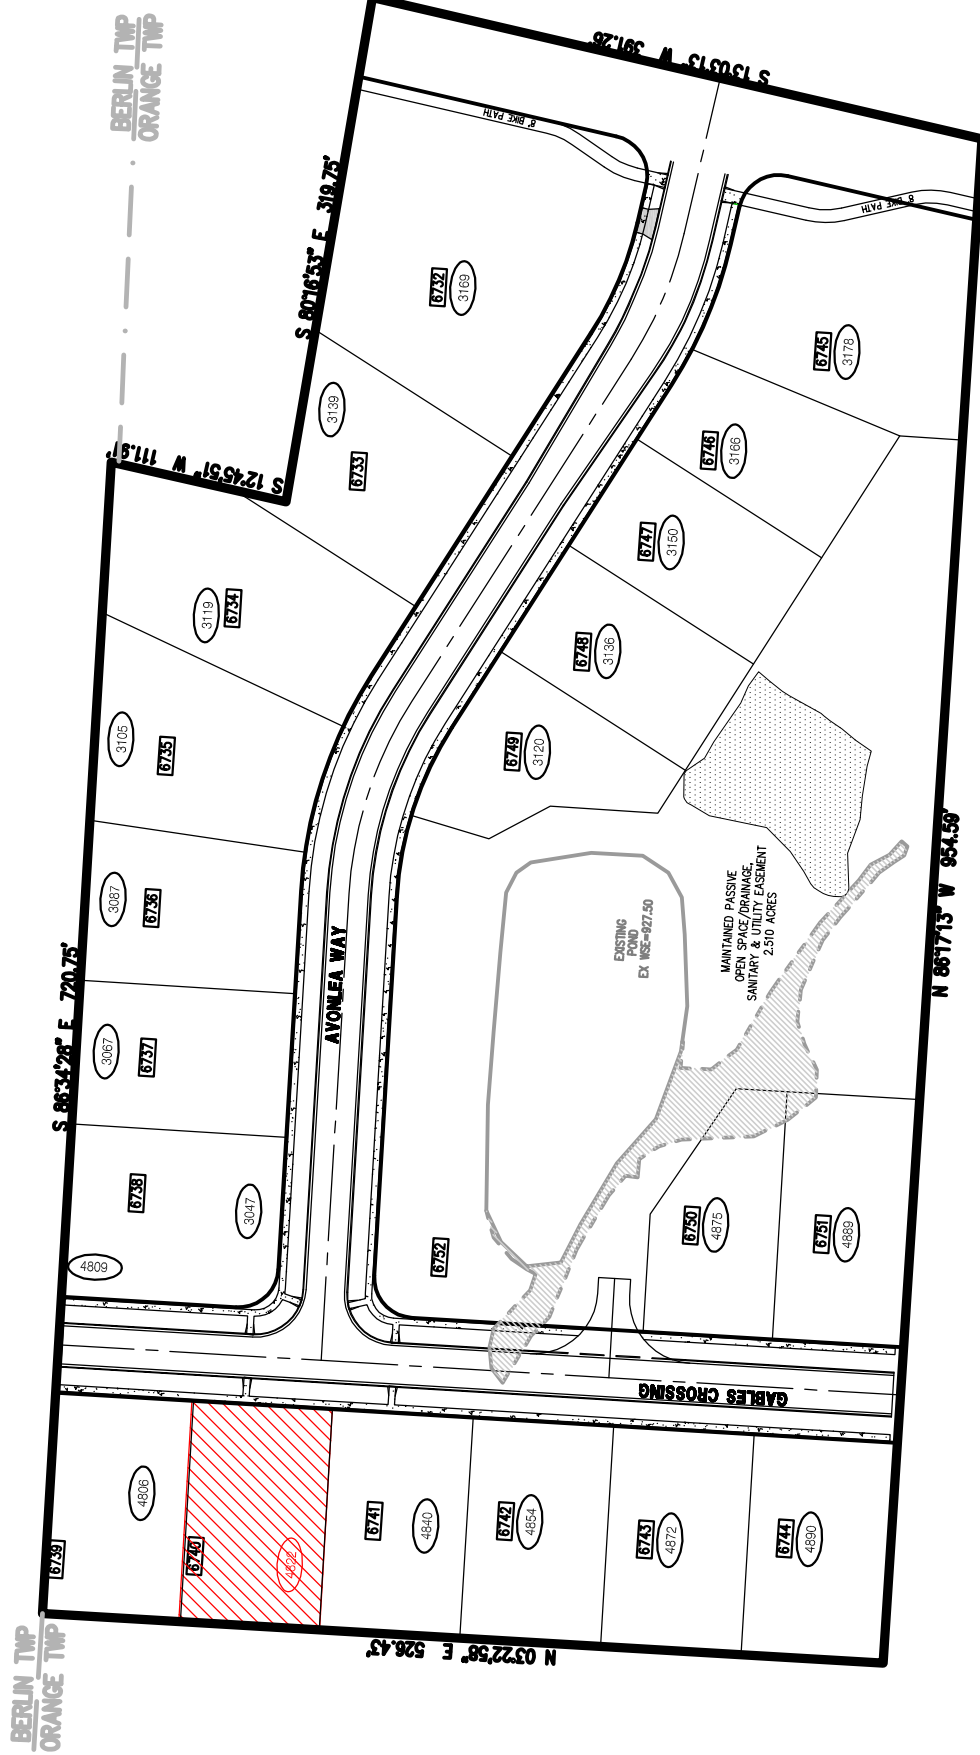 BERLIN TWP
ORANGE TWP
S 13°03'13" W 391.26'
8' BIKE PATH
S 80°16'53" E 319.75'
6732
3169
8' BIKE PATH
6745
3178
3139
6733
S 12°45'51" W 111.91'
6746
3166
6747
3150
3119
6734
6748
3136
3105
6735
6749
3120
3087
6736
N 86°17'13" W 954.59'
MAINTAINED PASSIVE
OPEN SPACE/DRAINAGE,
SANITARY & UTILITY EASEMENT
2.510 ACRES
EXISTING
POND
EX WSE=927.50
AVONLEA WAY
S 86°34'28" E 720.75'
3067
6737
6738
3047
4809
6752
6750
4875
6751
4889
GABLES CROSSING
6739
4806
6740
4822
6741
4840
6742
4854
6743
4872
6744
4890
N 03°22'58" E 526.43'
BERLIN TWP
ORANGE TWP